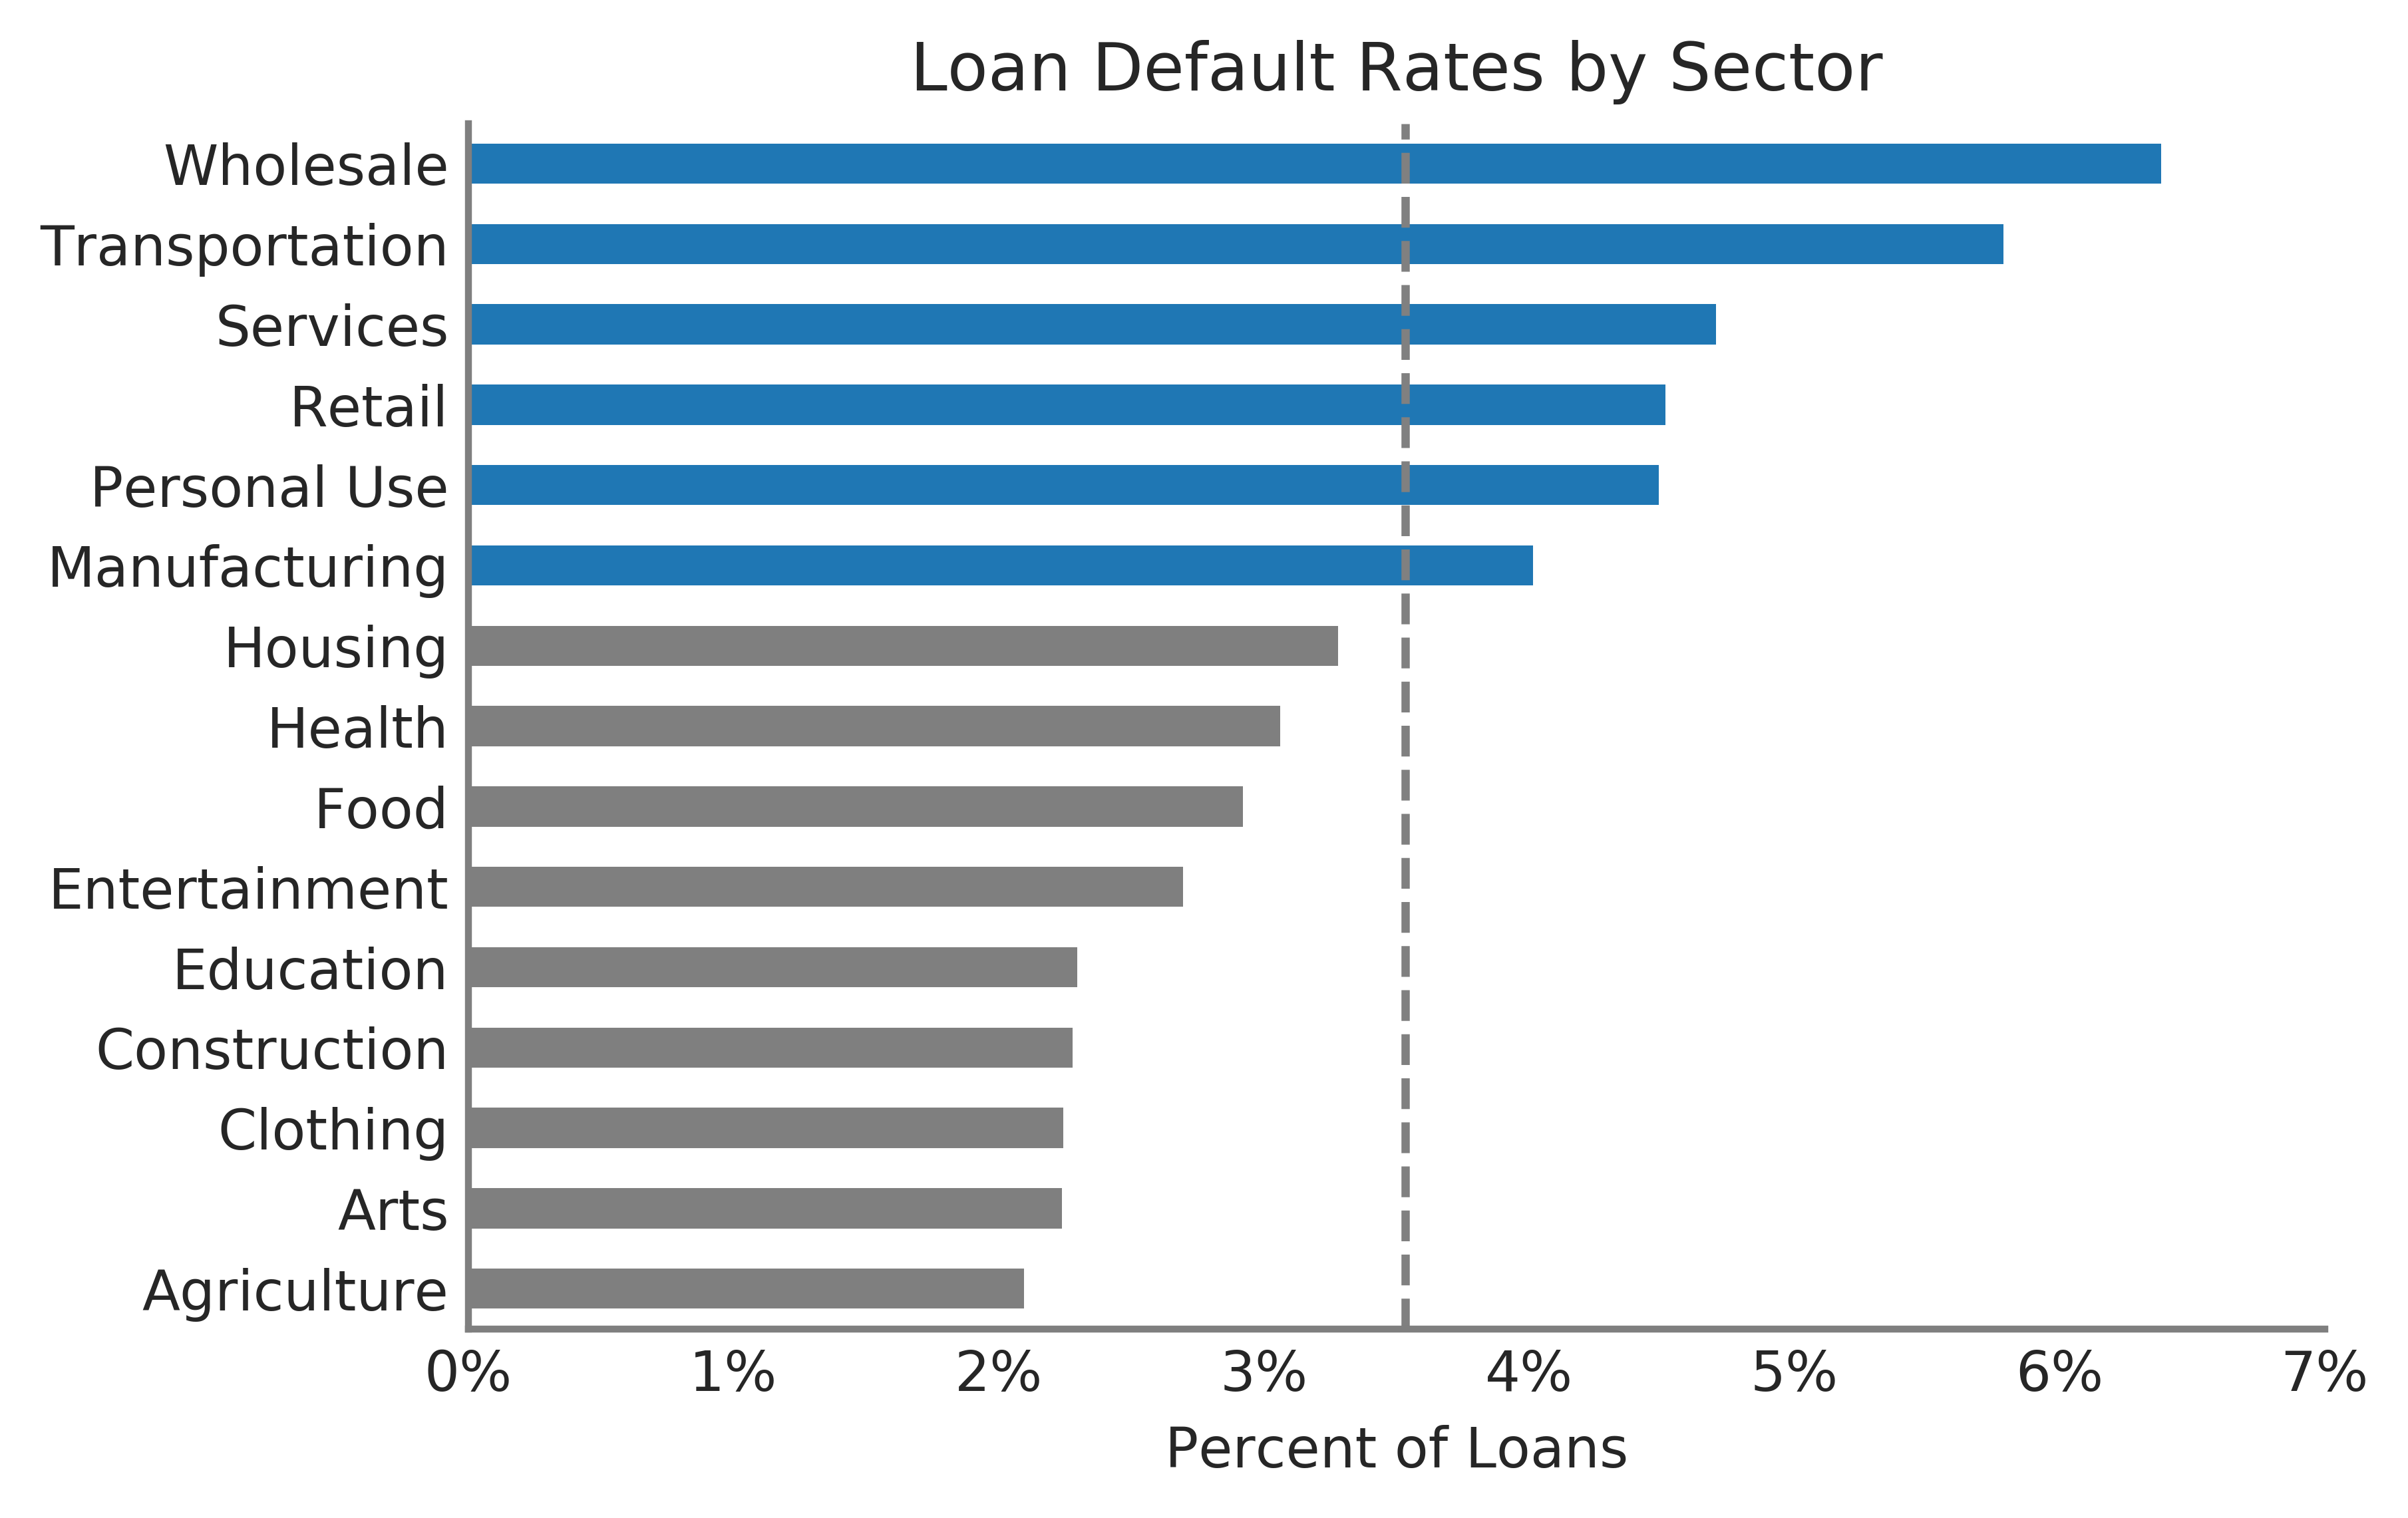 Loan Default Rates by Sector
Wholesale
Transportation
Services
Retail
Personal Use
Manufacturing
Housing
Health
Food
Entertainment
Education
Construction
Clothing
Arts
Agriculture
0% 1% 2% 3% 4% 5% 6% 7%
Percent of Loans